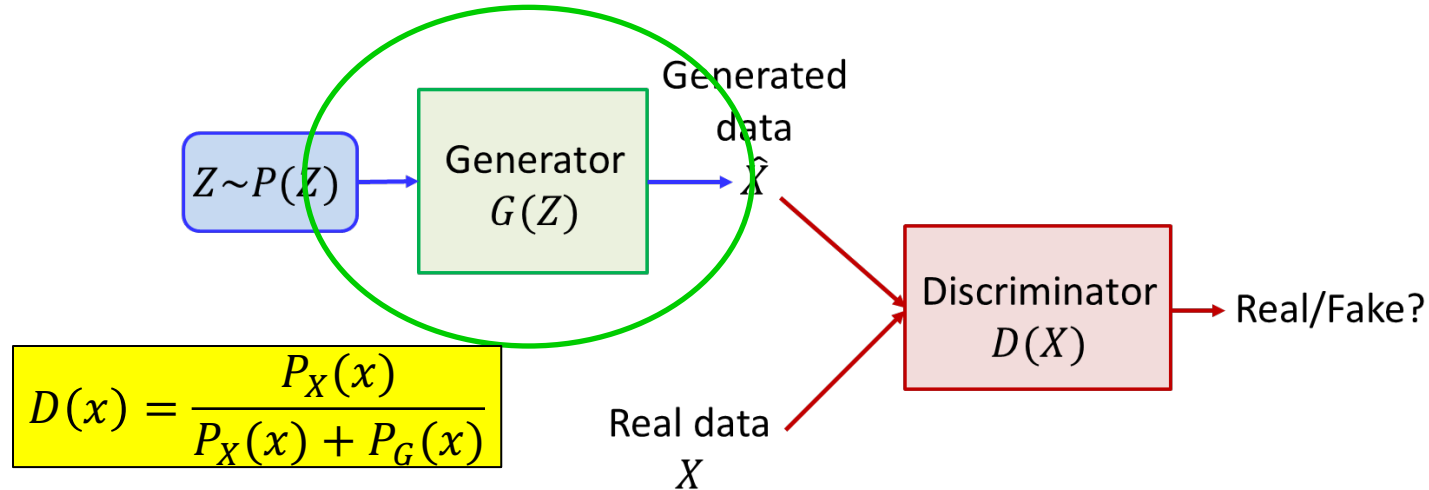 Generated
data
X̂
Z~P(Z)
Generator
G(Z)
Discriminator
D(X)
Real/Fake?
D(x) = P_X(x) / (P_X(x) + P_G(x))
Real data
X